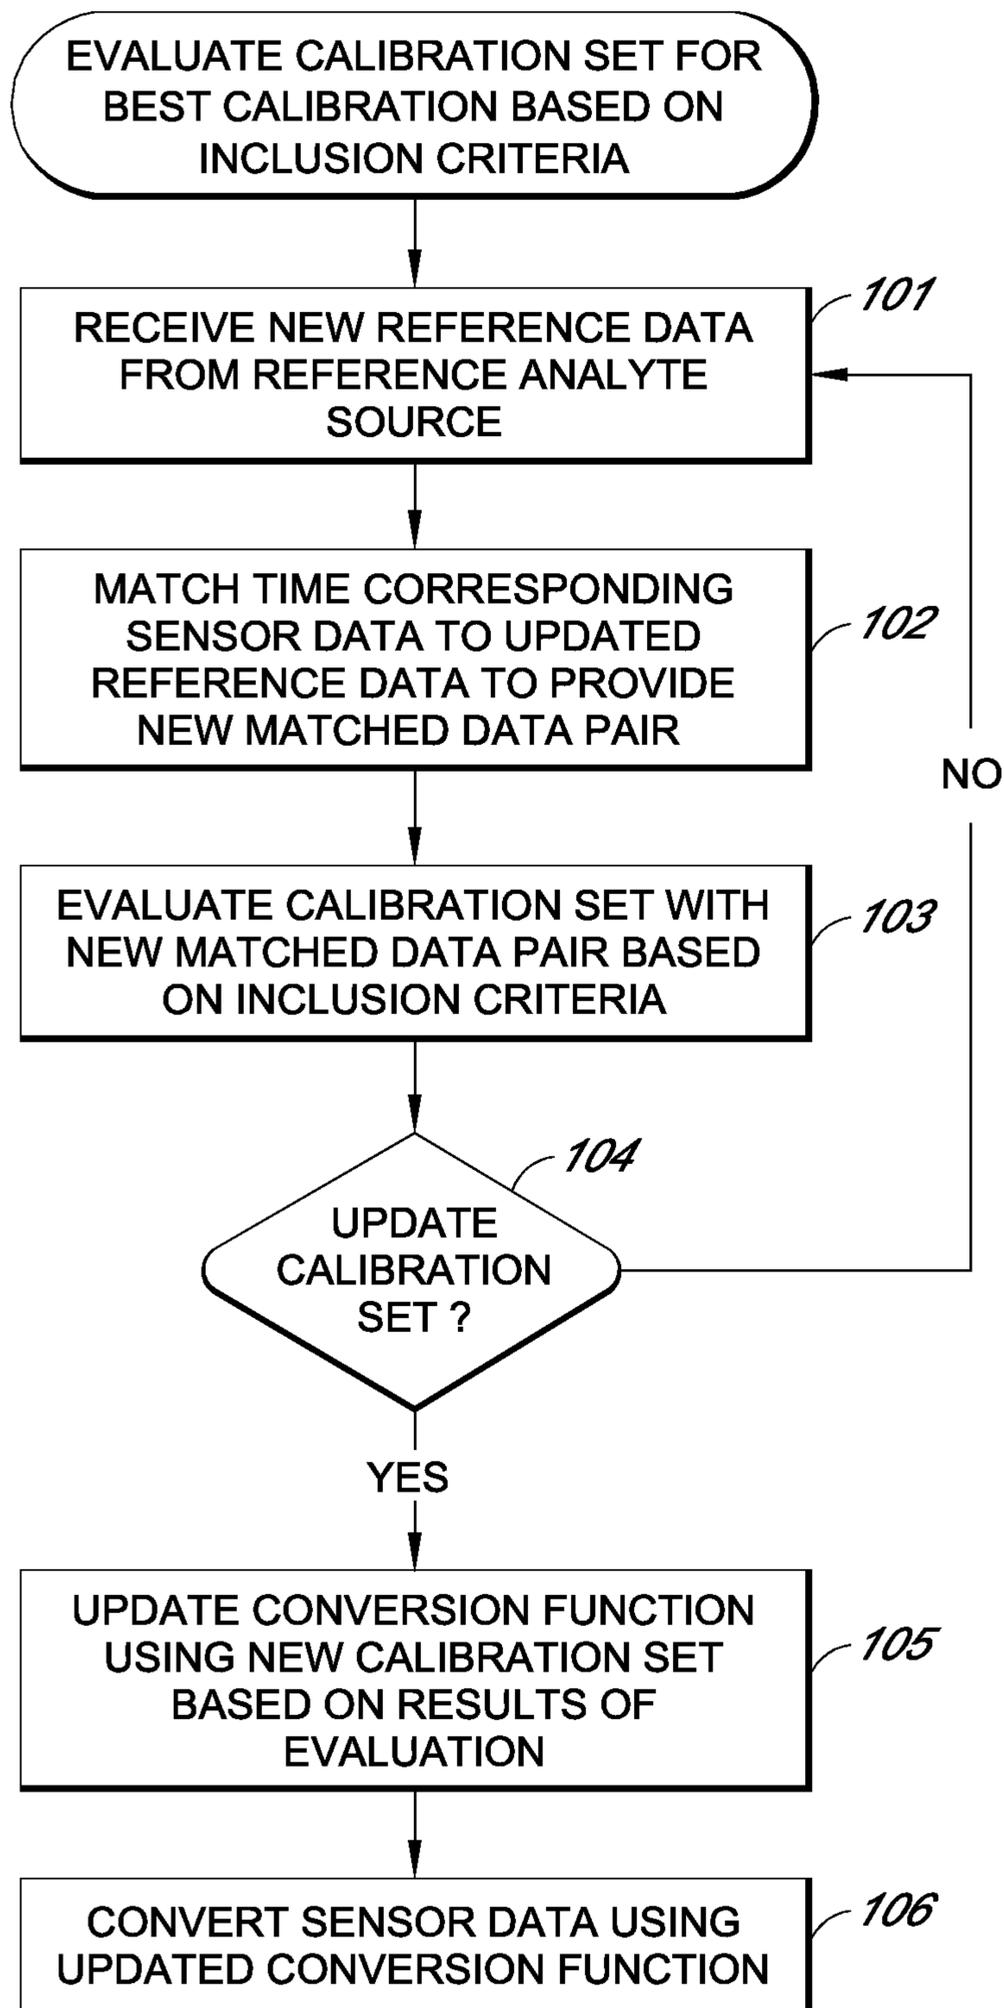 EVALUATE CALIBRATION SET FOR
BEST CALIBRATION BASED ON
INCLUSION CRITERIA
101
RECEIVE NEW REFERENCE DATA
FROM REFERENCE ANALYTE
SOURCE
102
MATCH TIME CORRESPONDING
SENSOR DATA TO UPDATED
REFERENCE DATA TO PROVIDE
NEW MATCHED DATA PAIR
NO
103
EVALUATE CALIBRATION SET WITH
NEW MATCHED DATA PAIR BASED
ON INCLUSION CRITERIA
104
UPDATE
CALIBRATION
SET ?
YES
105
UPDATE CONVERSION FUNCTION
USING NEW CALIBRATION SET
BASED ON RESULTS OF
EVALUATION
106
CONVERT SENSOR DATA USING
UPDATED CONVERSION FUNCTION